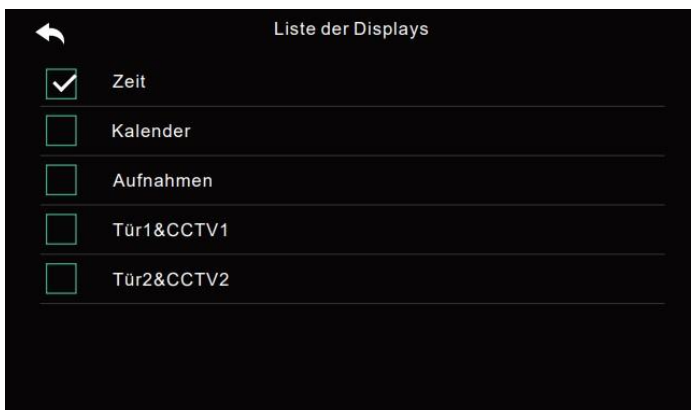 Liste der Displays
Zeit
Kalender
Aufnahmen
Tür1&CCTV1
Tür2&CCTV2